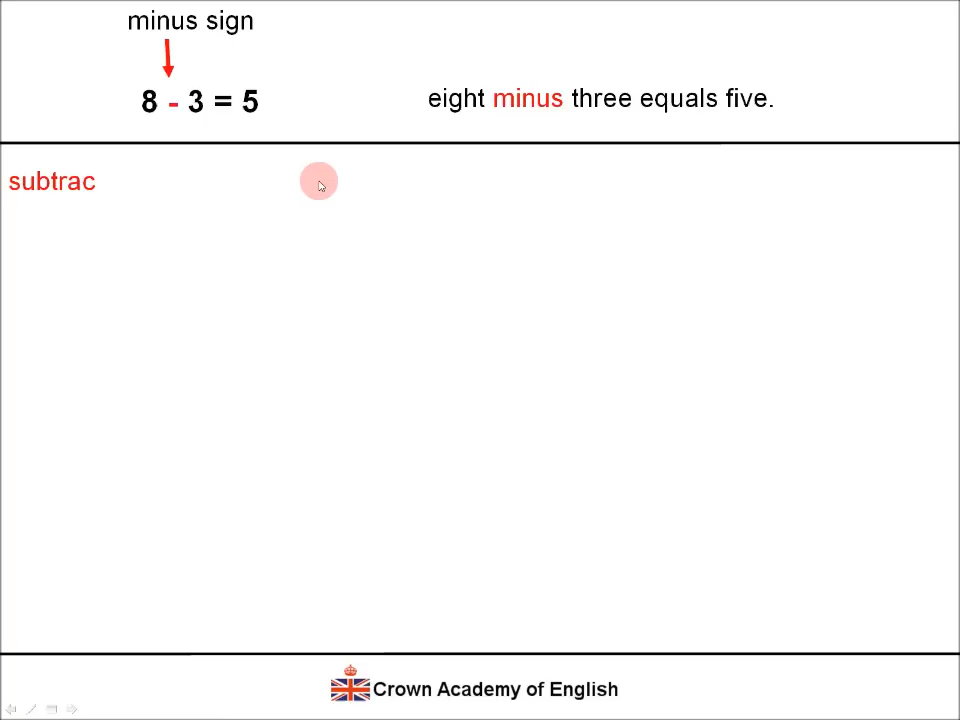 minus sign
8 - 3 = 5
eight minus three equals five.
subtrac
Crown Academy of English